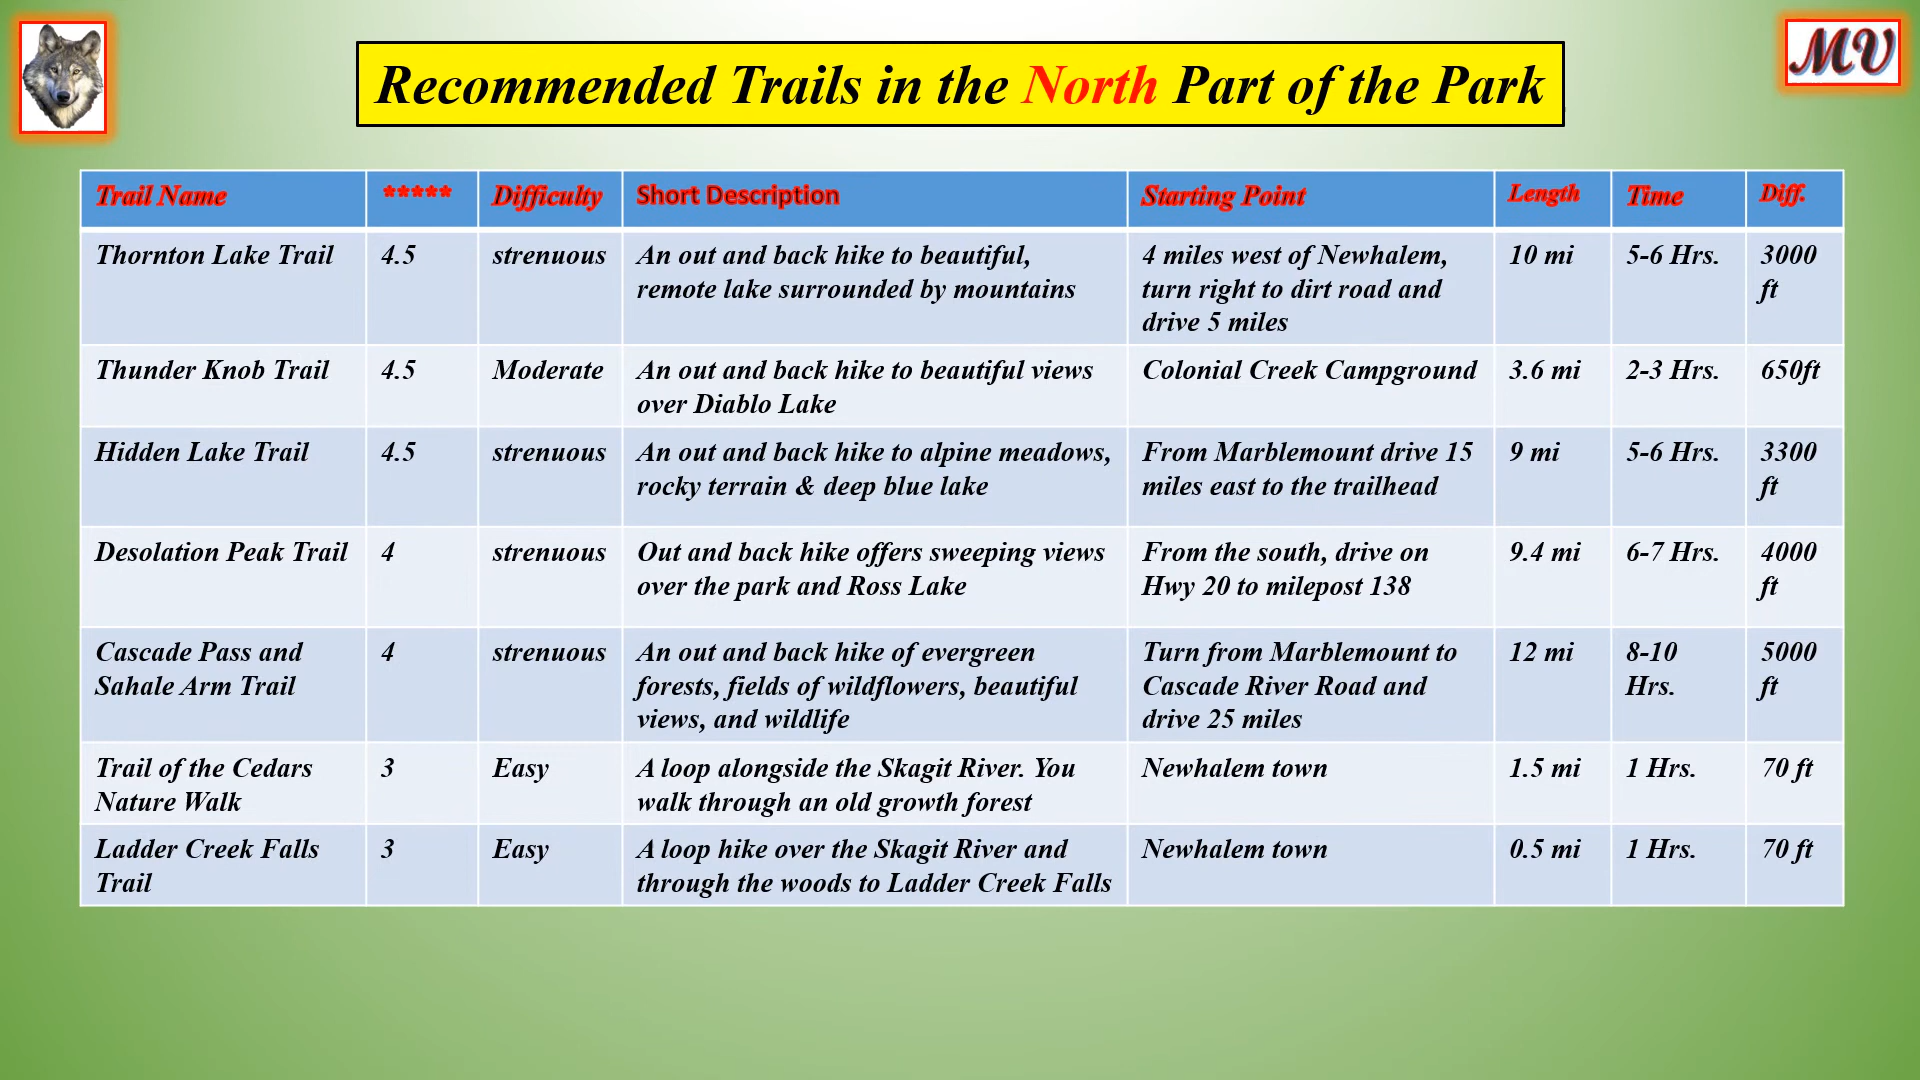 MV
Recommended Trails in the North Part of the Park
Trail Name ***** Difficulty Short Description Starting Point Length Time Diff.
Thornton Lake Trail 4.5 strenuous An out and back hike to beautiful, remote lake surrounded by mountains 4 miles west of Newhalem, turn right to dirt road and drive 5 miles 10 mi 5-6 Hrs. 3000 ft
Thunder Knob Trail 4.5 Moderate An out and back hike to beautiful views over Diablo Lake Colonial Creek Campground 3.6 mi 2-3 Hrs. 650ft
Hidden Lake Trail 4.5 strenuous An out and back hike to alpine meadows, rocky terrain & deep blue lake From Marblemount drive 15 miles east to the trailhead 9 mi 5-6 Hrs. 3300 ft
Desolation Peak Trail 4 strenuous Out and back hike offers sweeping views over the park and Ross Lake From the south, drive on Hwy 20 to milepost 138 9.4 mi 6-7 Hrs. 4000 ft
Cascade Pass and Sahale Arm Trail 4 strenuous An out and back hike of evergreen forests, fields of wildflowers, beautiful views, and wildlife Turn from Marblemount to Cascade River Road and drive 25 miles 12 mi 8-10 Hrs. 5000 ft
Trail of the Cedars Nature Walk 3 Easy A loop alongside the Skagit River. You walk through an old growth forest Newhalem town 1.5 mi 1 Hrs. 70 ft
Ladder Creek Falls Trail 3 Easy A loop hike over the Skagit River and through the woods to Ladder Creek Falls Newhalem town 0.5 mi 1 Hrs. 70 ft